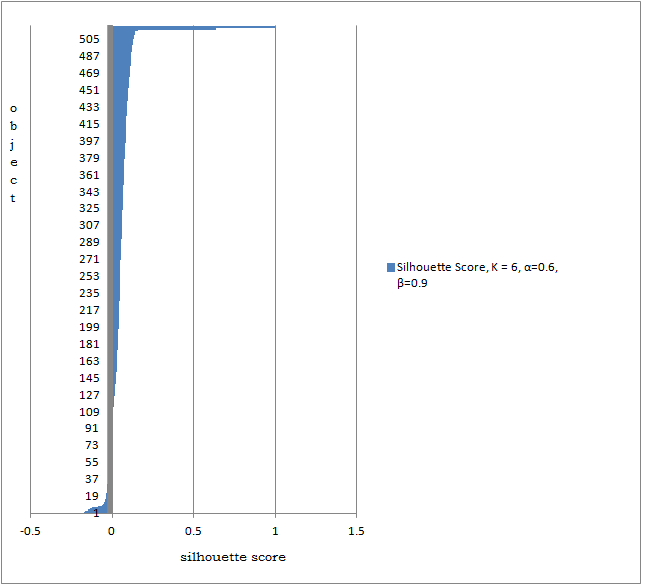 o
b
j
e
c
t
505
487
469
451
433
415
397
379
361
343
325
307
289
271
253
235
217
199
181
163
145
127
109
91
73
55
37
19
1
-0.5 0 0.5 1 1.5
silhouette score
Silhouette Score, K = 6, α=0.6,
β=0.9